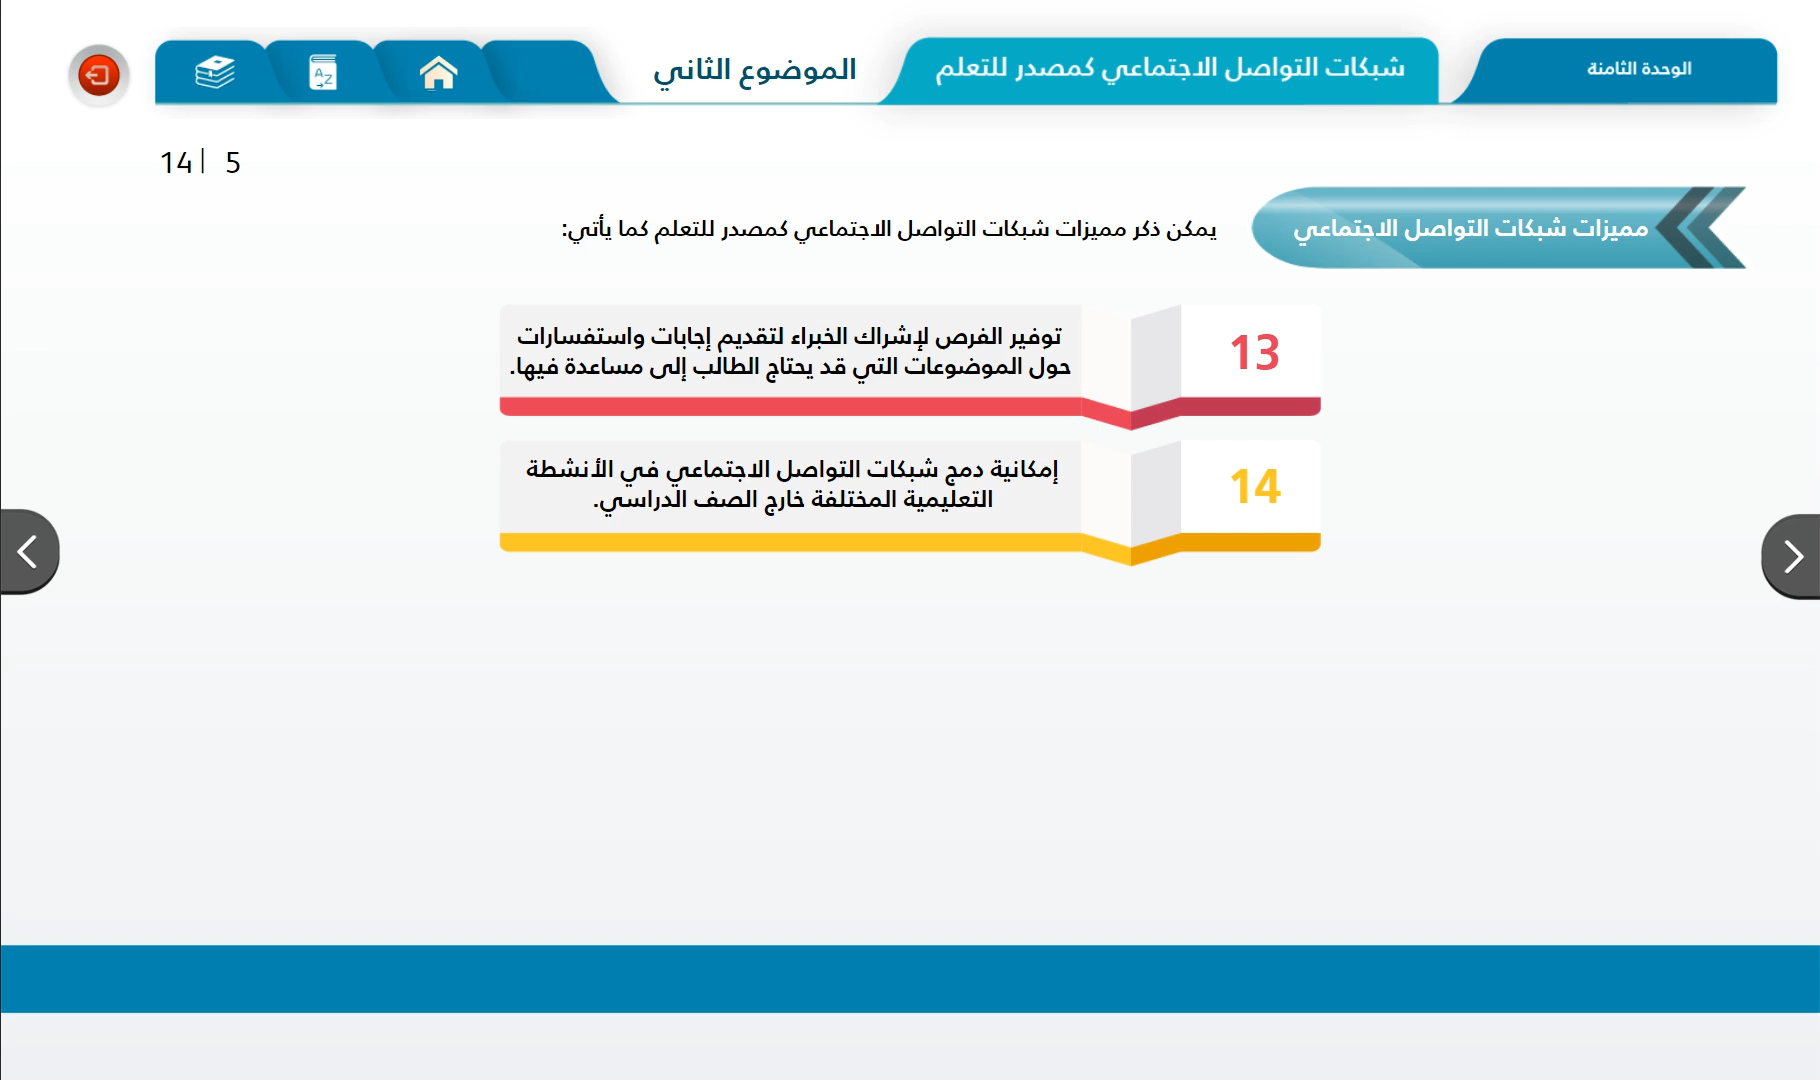 الوحدة الثامنة
شبكات التواصل الاجتماعي كمصدر للتعلم
الموضوع الثاني
A Z
14 | 5
مميزات شبكات التواصل الاجتماعي
يمكن ذكر مميزات شبكات التواصل الاجتماعي كمصدر للتعلم كما يأتي:
13
توفير الفرص لإشراك الخبراء لتقديم إجابات واستفسارات
حول الموضوعات التي قد يحتاج الطالب إلى مساعدة فيها.
14
إمكانية دمج شبكات التواصل الاجتماعي في الأنشطة
التعليمية المختلفة خارج الصف الدراسي.